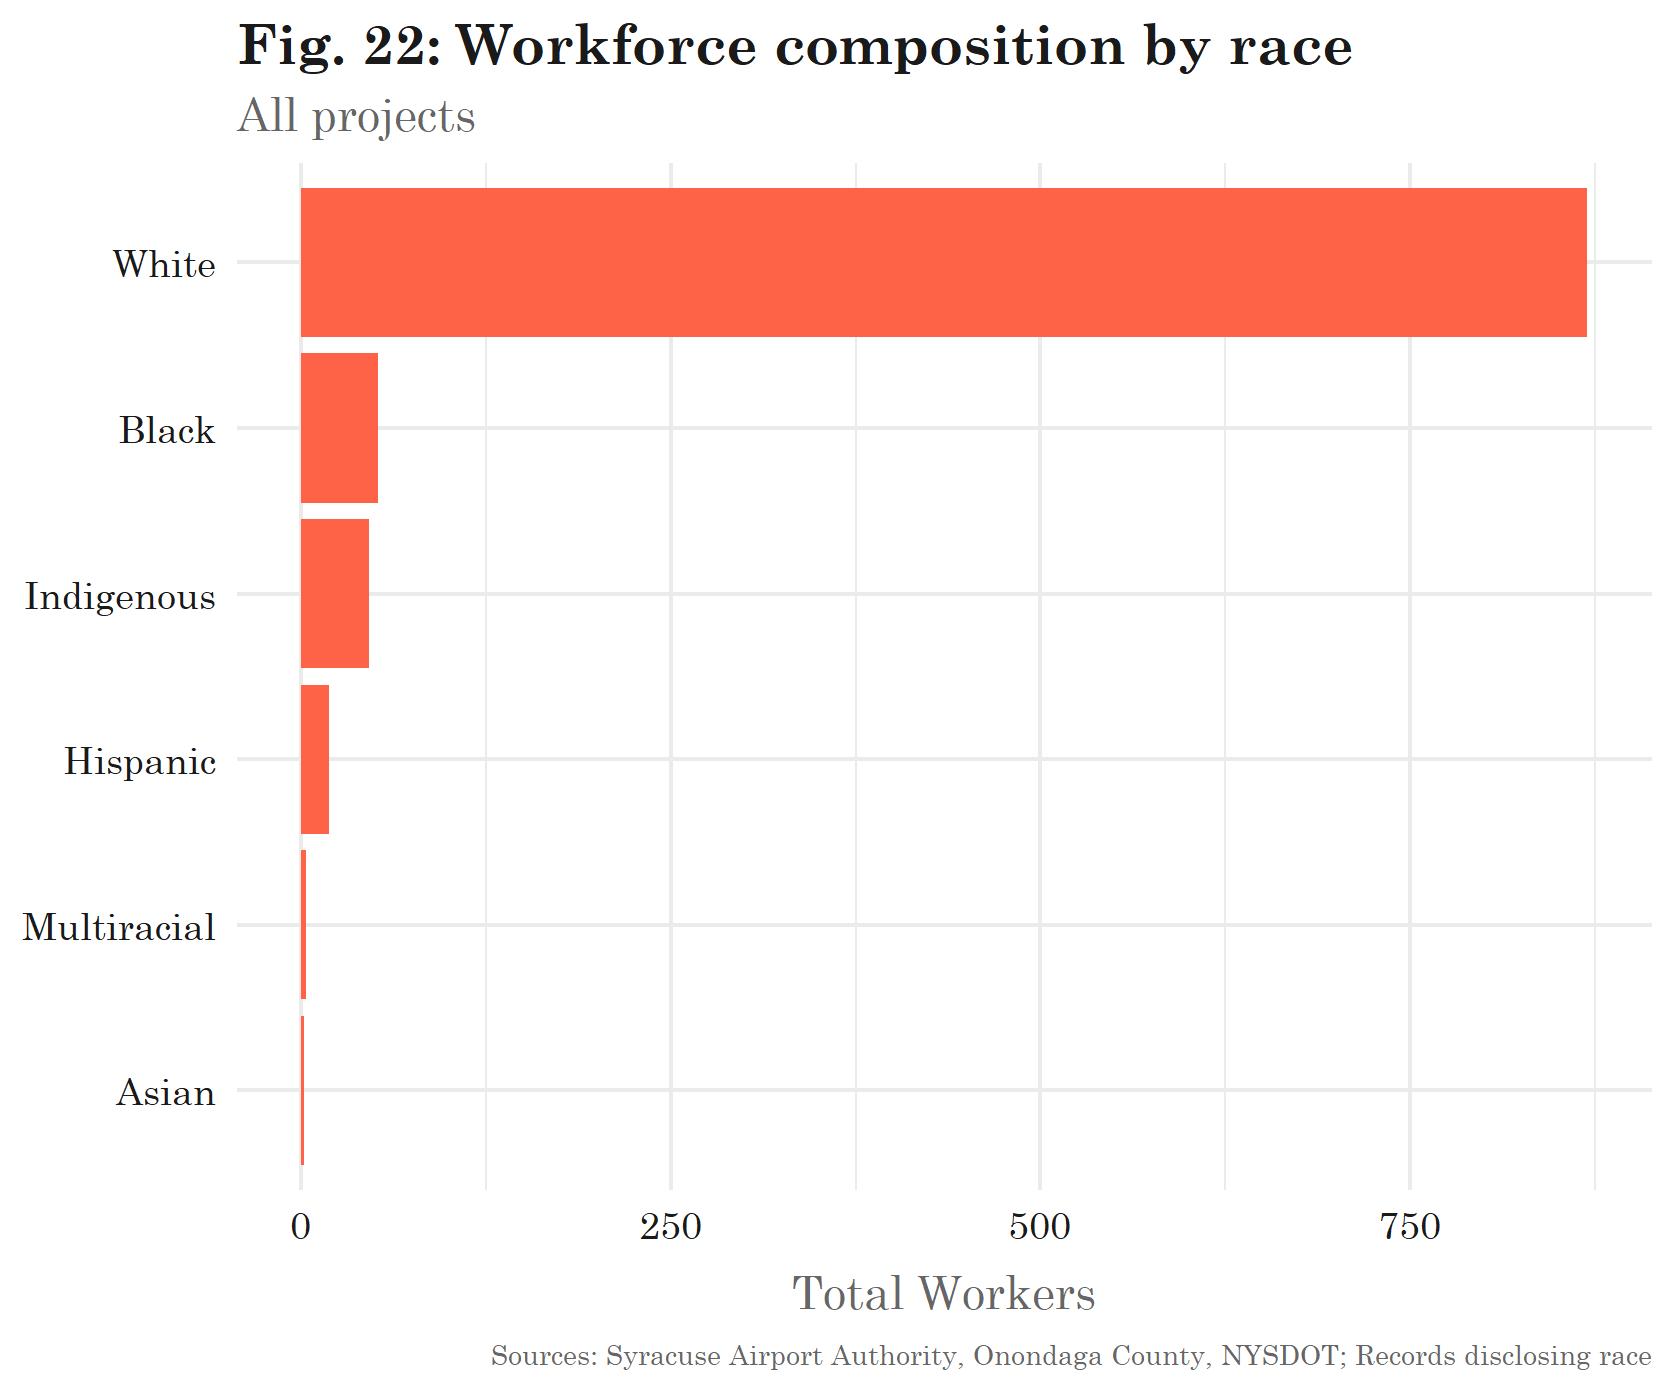 Fig. 22: Workforce composition by race
All projects
White
Black
Indigenous
Hispanic
Multiracial
Asian
0 250 500 750
Total Workers
Sources: Syracuse Airport Authority, Onondaga County, NYSDOT; Records disclosing race